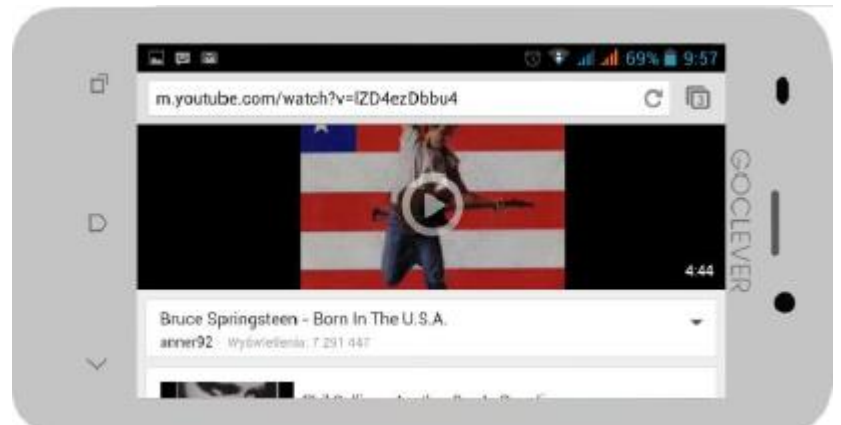 69% 9:57
m.youtube.com/watch?v=lZD4ezDbbu4
3
GOCLEVER
4:44
Bruce Springsteen - Born In The U.S.A.
anner92 Wyświetlenia: 7 291 447